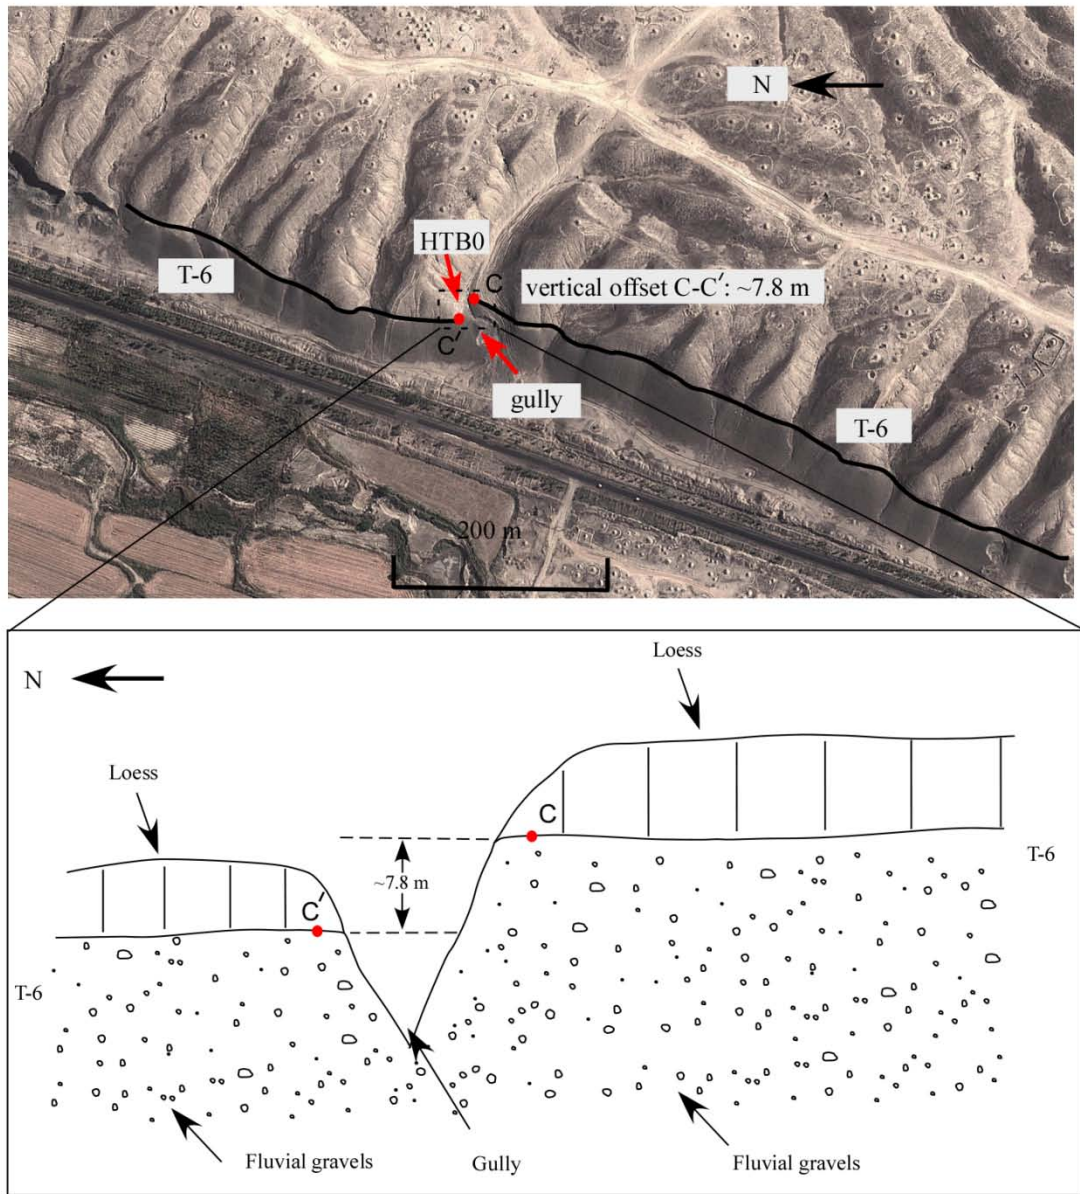 N
HTB0
T-6
C
vertical offset C-C′: ~7.8 m
C′
gully
T-6
200 m
N
Loess
Loess
C
T-6
~7.8 m
C′
T-6
Fluvial gravels
Gully
Fluvial gravels